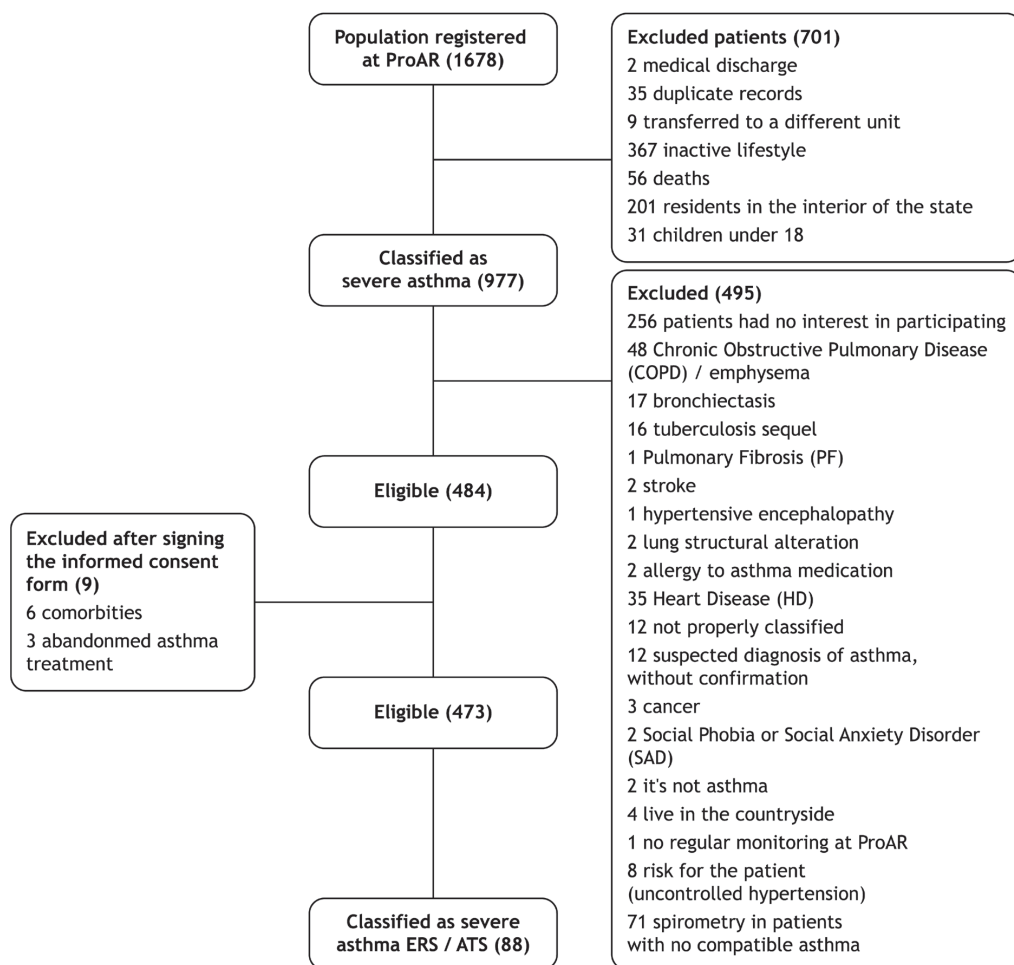 Population registered
at ProAR (1678)
Excluded patients (701)
2 medical discharge
35 duplicate records
9 transferred to a different unit
367 inactive lifestyle
56 deaths
201 residents in the interior of the state
31 children under 18
Classified as
severe asthma (977)
Excluded (495)
256 patients had no interest in participating
48 Chronic Obstructive Pulmonary Disease
(COPD) / emphysema
17 bronchiectasis
16 tuberculosis sequel
1 Pulmonary Fibrosis (PF)
2 stroke
1 hypertensive encephalopathy
2 lung structural alteration
2 allergy to asthma medication
35 Heart Disease (HD)
12 not properly classified
12 suspected diagnosis of asthma,
without confirmation
3 cancer
2 Social Phobia or Social Anxiety Disorder
(SAD)
2 it's not asthma
4 live in the countryside
1 no regular monitoring at ProAR
8 risk for the patient
(uncontrolled hypertension)
71 spirometry in patients
with no compatible asthma
Eligible (484)
Excluded after signing
the informed consent
form (9)
6 comorbities
3 abandonmed asthma
treatment
Eligible (473)
Classified as severe
asthma ERS / ATS (88)